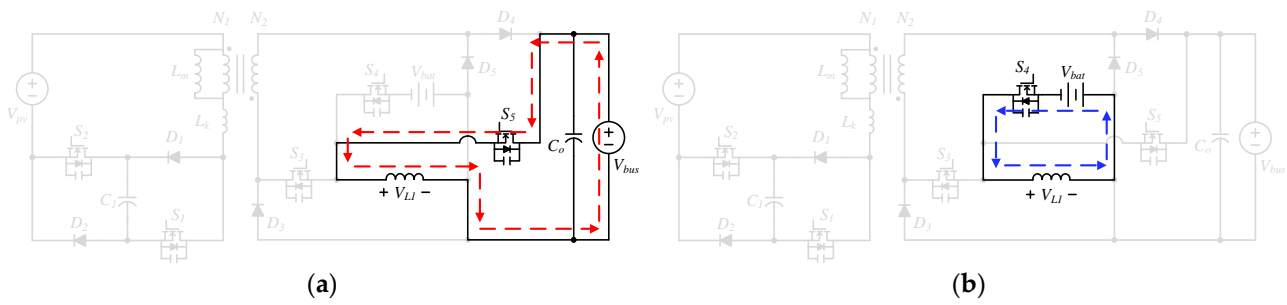 N1 N2 D4
Lm S4 Vbat D5
Vpv Lk
S2 D1 S5
S3 Co Vbus
C1 + VL1 −
D2 S1 D3
(a)
N1 N2 D4
Lm S4 Vbat D5
Vpv Lk
S2 D1 S5
S3 Co Vbus
C1 + VL1 −
D2 S1 D3
(b)